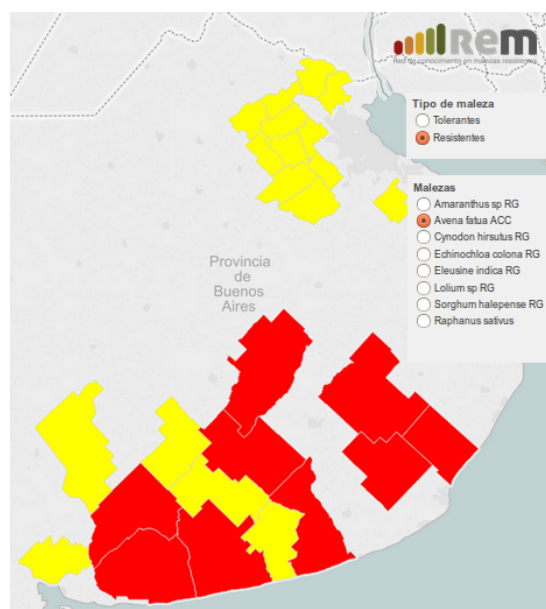 Rem
Red de conocimiento en malezas resistentes
Tipo de maleza
Tolerantes
Resistentes
Malezas
Amaranthus sp RG
Avena fatua ACC
Cynodon hirsutus RG
Echinochloa colona RG
Eleusine indica RG
Lolium sp RG
Sorghum halepense RG
Raphanus sativus
Provincia
de
Buenos
Aires